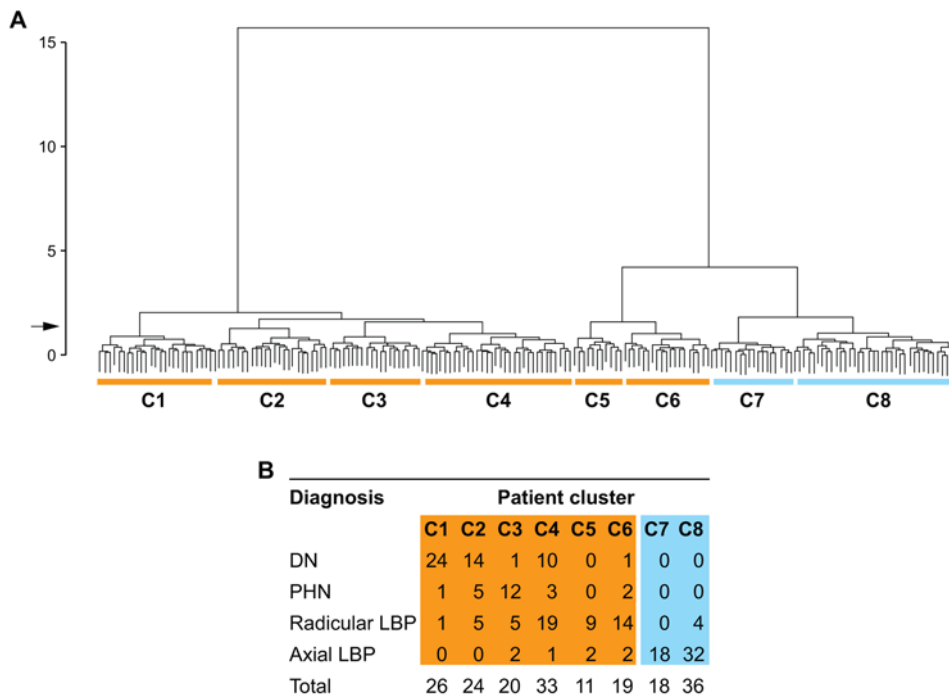 A
15
10
5
0
C1 C2 C3 C4 C5 C6 C7 C8
B
Diagnosis Patient cluster
C1 C2 C3 C4 C5 C6 C7 C8
DN 24 14 1 10 0 1 0 0
PHN 1 5 12 3 0 2 0 0
Radicular LBP 1 5 5 19 9 14 0 4
Axial LBP 0 0 2 1 2 2 18 32
Total 26 24 20 33 11 19 18 36